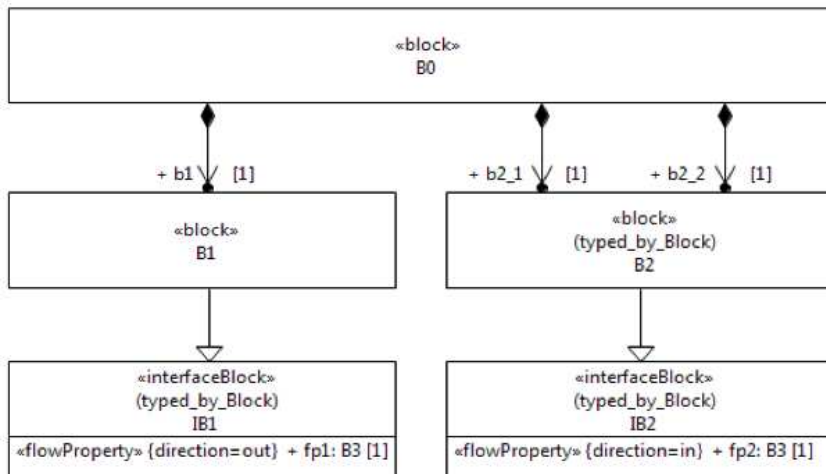 «block»
B0
+ b1 [1]
+ b2_1 [1]
+ b2_2 [1]
«block»
B1
«block»
(typed_by_Block)
B2
«interfaceBlock»
(typed_by_Block)
IB1
«flowProperty» {direction=out} + fp1: B3 [1]
«interfaceBlock»
(typed_by_Block)
IB2
«flowProperty» {direction=in} + fp2: B3 [1]